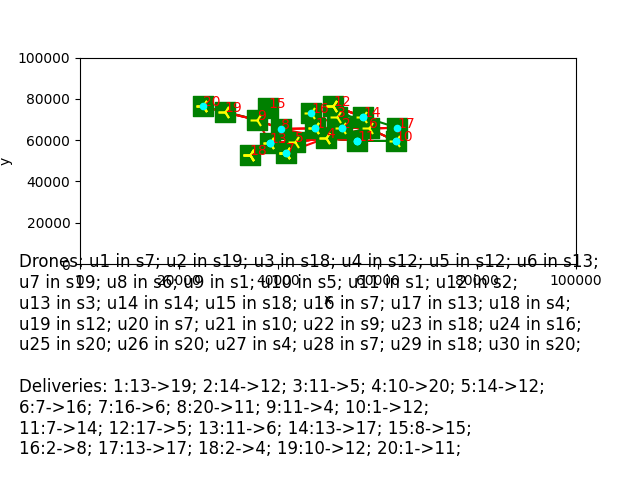 100000
80000
60000
40000
20000
0
y
0 20000 40000 60000 80000 100000
x
Drones: u1 in s7; u2 in s19; u3 in s18; u4 in s12; u5 in s12; u6 in s13;
u7 in s19; u8 in s6; u9 in s1; u10 in s5; u11 in s1; u12 in s2;
u13 in s3; u14 in s14; u15 in s18; u16 in s7; u17 in s13; u18 in s4;
u19 in s12; u20 in s7; u21 in s10; u22 in s9; u23 in s18; u24 in s16;
u25 in s20; u26 in s20; u27 in s4; u28 in s7; u29 in s18; u30 in s20;
Deliveries: 1:13->19; 2:14->12; 3:11->5; 4:10->20; 5:14->12;
6:7->16; 7:16->6; 8:20->11; 9:11->4; 10:1->12;
11:7->14; 12:17->5; 13:11->6; 14:13->17; 15:8->15;
16:2->8; 17:13->17; 18:2->4; 19:10->12; 20:1->11;